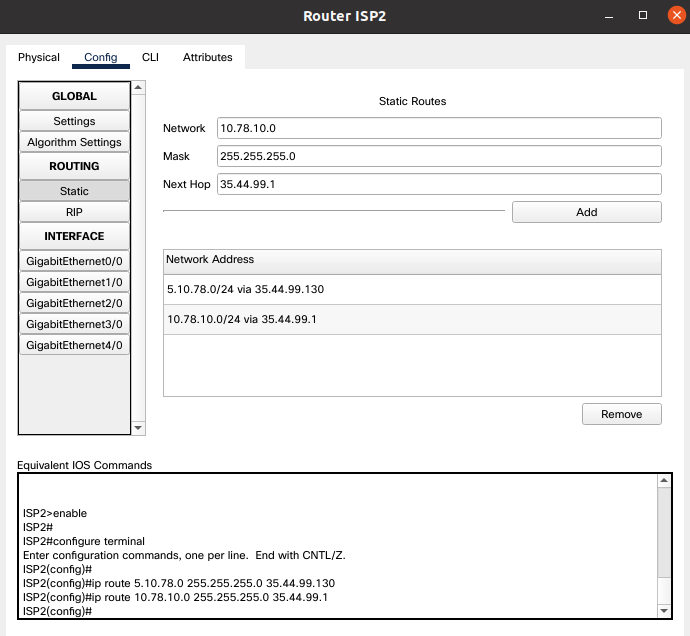 Router ISP2
Physical Config CLI Attributes
GLOBAL
Settings
Algorithm Settings
ROUTING
Static
RIP
INTERFACE
GigabitEthernet0/0
GigabitEthernet1/0
GigabitEthernet2/0
GigabitEthernet3/0
GigabitEthernet4/0
Static Routes
Network 10.78.10.0
Mask 255.255.255.0
Next Hop 35.44.99.1
Add
Network Address
5.10.78.0/24 via 35.44.99.130
10.78.10.0/24 via 35.44.99.1
Remove
Equivalent IOS Commands
ISP2>enable
ISP2#
ISP2#configure terminal
Enter configuration commands, one per line.  End with CNTL/Z.
ISP2(config)#
ISP2(config)#ip route 5.10.78.0 255.255.255.0 35.44.99.130
ISP2(config)#ip route 10.78.10.0 255.255.255.0 35.44.99.1
ISP2(config)#